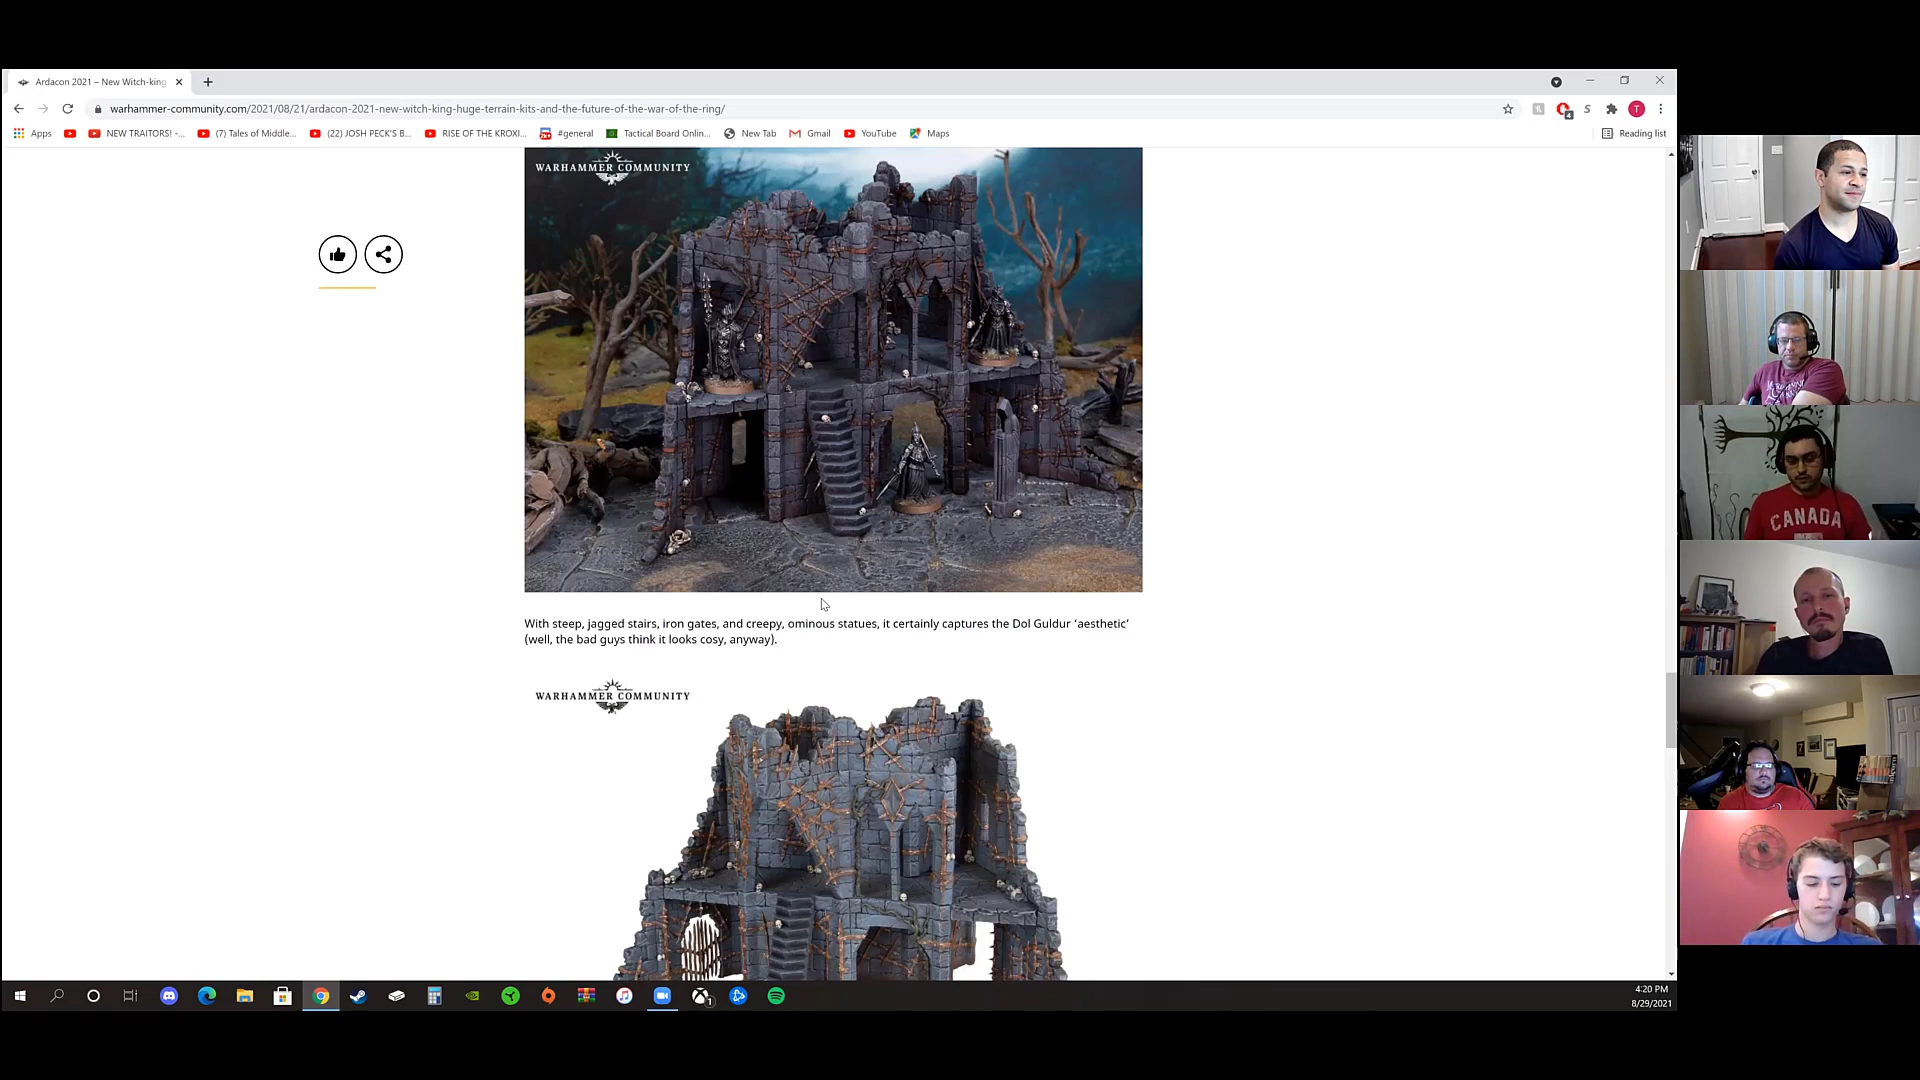 Ardacon 2021 – New Witch-king
warhammer-community.com/2021/08/21/ardacon-2021-new-witch-king-huge-terrain-kits-and-the-future-of-the-war-of-the-ring/
Apps NEW TRAITORS! -... (7) Tales of Middle... (22) JOSH PECK'S B... RISE OF THE KROXI... #general Tactical Board Onlin... New Tab Gmail YouTube Maps Reading list
WARHAMMER COMMUNITY
With steep, jagged stairs, iron gates, and creepy, ominous statues, it certainly captures the Dol Guldur ‘aesthetic’
(well, the bad guys think it looks cosy, anyway).
WARHAMMER COMMUNITY
CANADA
4:20 PM
8/29/2021